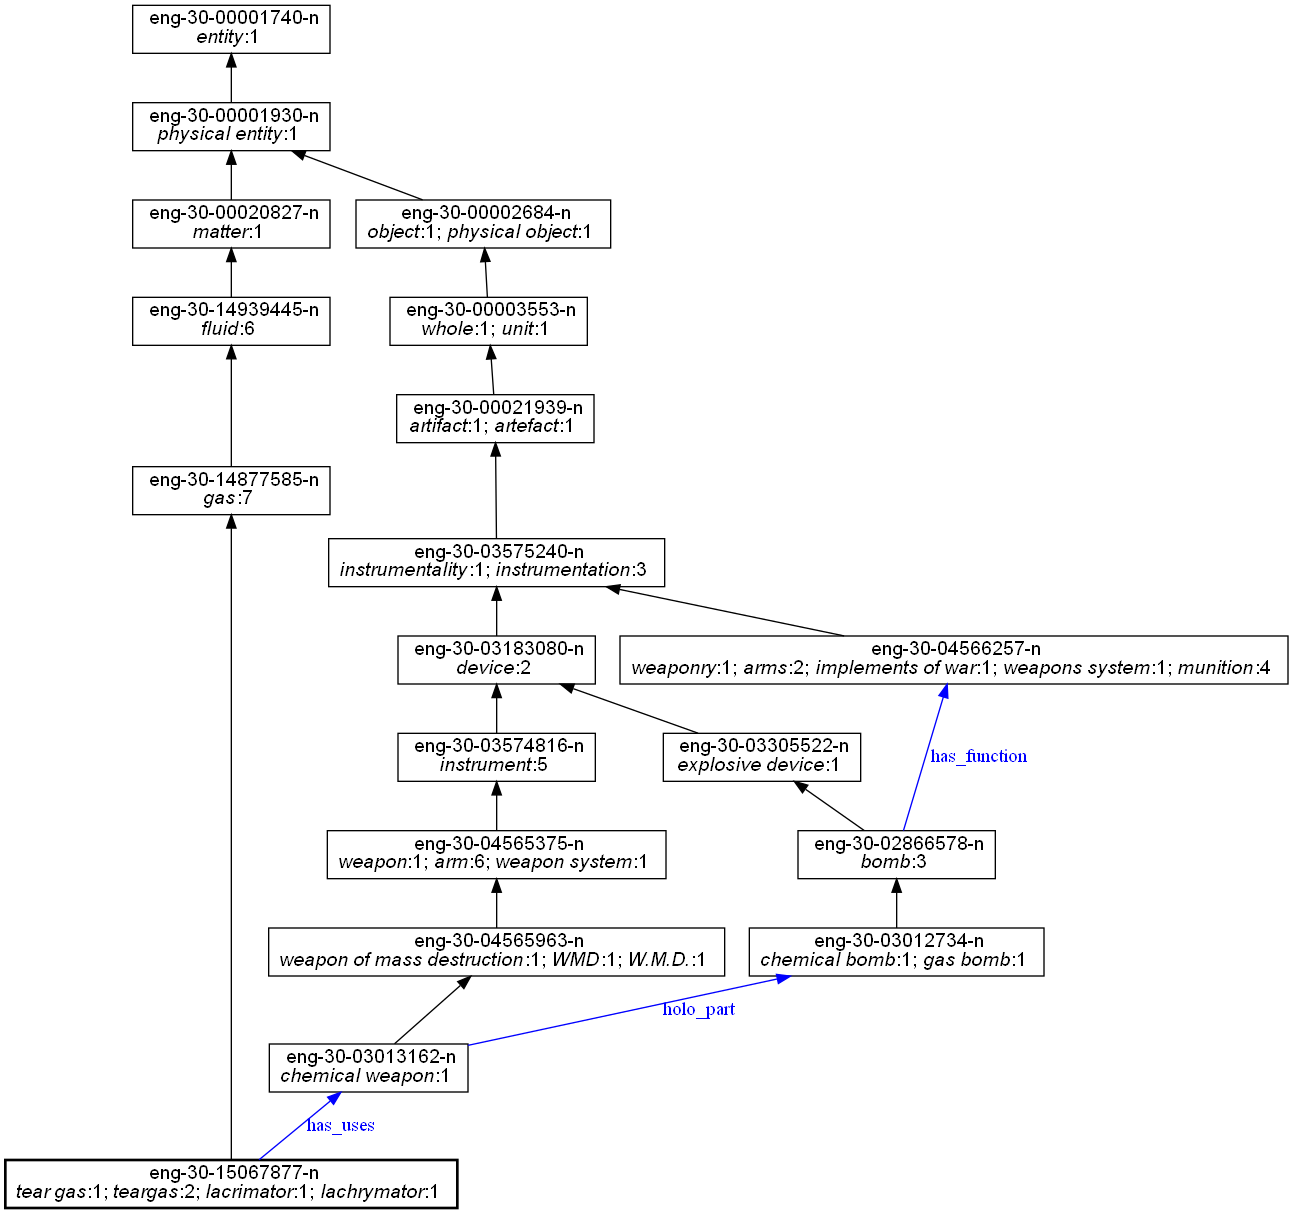 eng-30-00001740-n
entity:1
eng-30-00001930-n
physical entity:1
eng-30-00020827-n
matter:1
eng-30-00002684-n
object:1; physical object:1
eng-30-14939445-n
fluid:6
eng-30-00003553-n
whole:1; unit:1
eng-30-00021939-n
artifact:1; artefact:1
eng-30-14877585-n
gas:7
eng-30-03575240-n
instrumentality:1; instrumentation:3
eng-30-03183080-n
device:2
eng-30-04566257-n
weaponry:1; arms:2; implements of war:1; weapons system:1; munition:4
eng-30-03574816-n
instrument:5
eng-30-03305522-n
explosive device:1
has_function
eng-30-04565375-n
weapon:1; arm:6; weapon system:1
eng-30-02866578-n
bomb:3
eng-30-04565963-n
weapon of mass destruction:1; WMD:1; W.M.D.:1
eng-30-03012734-n
chemical bomb:1; gas bomb:1
holo_part
eng-30-03013162-n
chemical weapon:1
has_uses
eng-30-15067877-n
tear gas:1; teargas:2; lacrimator:1; lachrymator:1